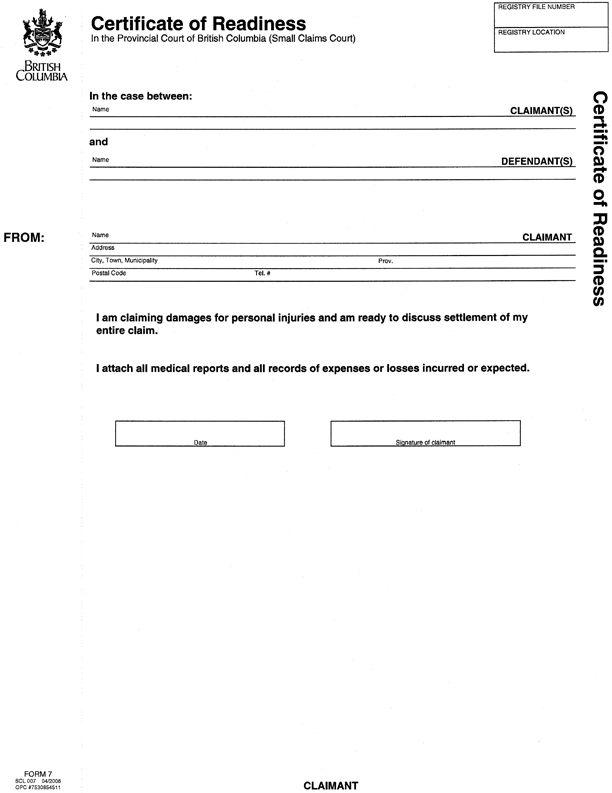 BRITISH
COLUMBIA
Certificate of Readiness
In the Provincial Court of British Columbia (Small Claims Court)
REGISTRY FILE NUMBER
REGISTRY LOCATION
In the case between:
Name
CLAIMANT(S)
and
Name
DEFENDANT(S)
Certificate of Readiness
FROM:
Name
CLAIMANT
Address
City, Town, Municipality Prov.
Postal Code Tel. #
I am claiming damages for personal injuries and am ready to discuss settlement of my
entire claim.
I attach all medical reports and all records of expenses or losses incurred or expected.
Date
Signature of claimant
FORM 7
SCL 007 04/2006
OPC #7530854511
CLAIMANT